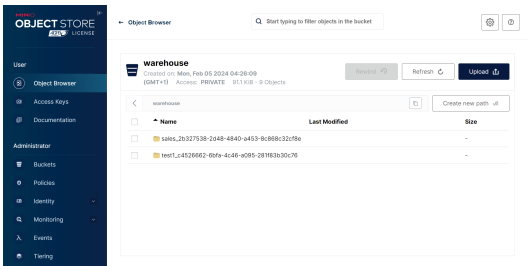 MINIO
OBJECT STORE
AGPLV3 LICENSE
User
Object Browser
Access Keys
Documentation
Administrator
Buckets
Policies
Identity
Monitoring
Events
Tiering
← Object Browser
Start typing to filter objects in the bucket
warehouse
Created on: Mon, Feb 05 2024 04:26:09
(GMT+1) Access: PRIVATE 81.1 KiB - 8 Objects
Rewind
Refresh
Upload
warehouse
Create new path
Name
Last Modified
Size
sales_2b327538-2d48-4840-a453-8c868c32cf8e
-
test1_c4526662-6bfa-4c46-a095-281f83b30c76
-